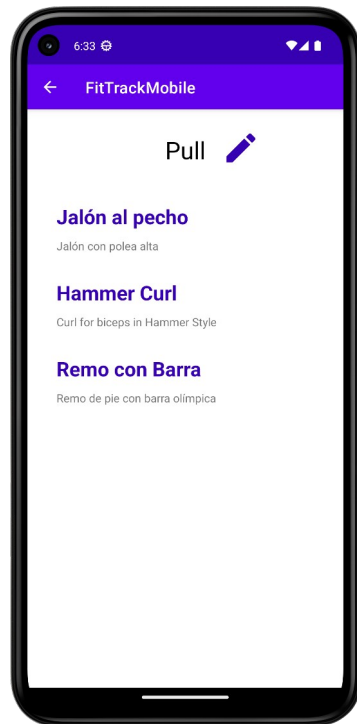 6:33
FitTrackMobile
Pull
Jalón al pecho
Jalón con polea alta
Hammer Curl
Curl for biceps in Hammer Style
Remo con Barra
Remo de pie con barra olímpica